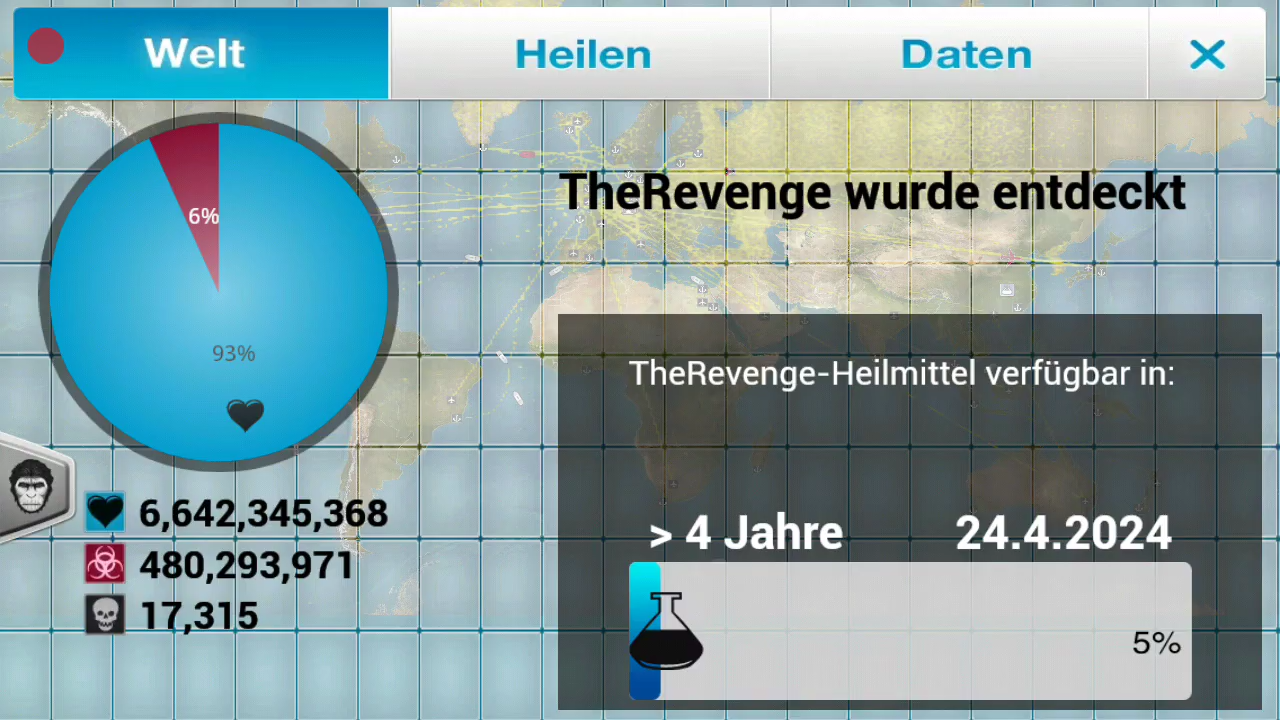 Welt
Heilen
Daten
6%
93%
TheRevenge wurde entdeckt
TheRevenge-Heilmittel verfügbar in:
> 4 Jahre
24.4.2024
5%
6,642,345,368
480,293,971
17,315